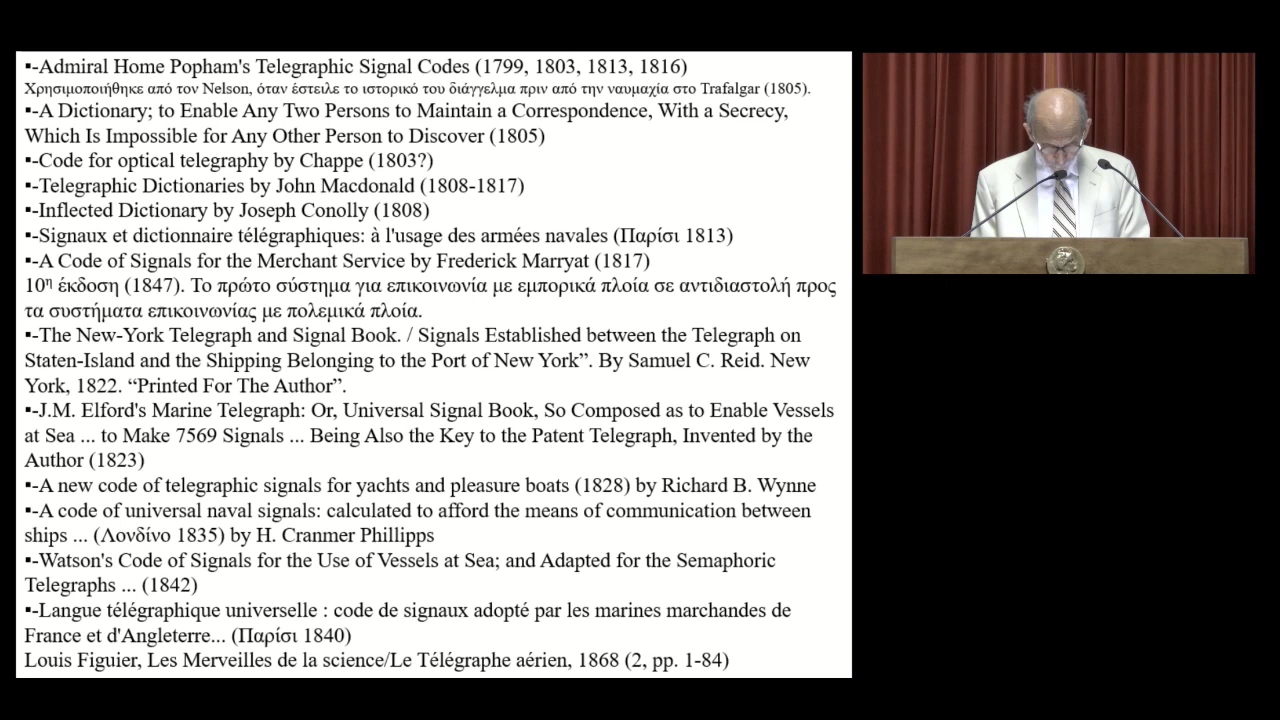 ▪-Admiral Home Popham's Telegraphic Signal Codes (1799, 1803, 1813, 1816)
Χρησιμοποιήθηκε από τον Nelson, όταν έστειλε το ιστορικό του διάγγελμα πριν από την ναυμαχία στο Trafalgar (1805).
▪-A Dictionary; to Enable Any Two Persons to Maintain a Correspondence, With a Secrecy,
Which Is Impossible for Any Other Person to Discover (1805)
▪-Code for optical telegraphy by Chappe (1803?)
▪-Telegraphic Dictionaries by John Macdonald (1808-1817)
▪-Inflected Dictionary by Joseph Conolly (1808)
▪-Signaux et dictionnaire télégraphiques: à l'usage des armées navales (Παρίσι 1813)
▪-A Code of Signals for the Merchant Service by Frederick Marryat (1817)
10η έκδοση (1847). Το πρώτο σύστημα για επικοινωνία με εμπορικά πλοία σε αντιδιαστολή προς
τα συστήματα επικοινωνίας με πολεμικά πλοία.
▪-The New-York Telegraph and Signal Book. / Signals Established between the Telegraph on
Staten-Island and the Shipping Belonging to the Port of New York”. By Samuel C. Reid. New
York, 1822. “Printed For The Author”.
▪-J.M. Elford's Marine Telegraph: Or, Universal Signal Book, So Composed as to Enable Vessels
at Sea ... to Make 7569 Signals ... Being Also the Key to the Patent Telegraph, Invented by the
Author (1823)
▪-A new code of telegraphic signals for yachts and pleasure boats (1828) by Richard B. Wynne
▪-A code of universal naval signals: calculated to afford the means of communication between
ships ... (Λονδίνο 1835) by H. Cranmer Phillipps
▪-Watson's Code of Signals for the Use of Vessels at Sea; and Adapted for the Semaphoric
Telegraphs ... (1842)
▪-Langue télégraphique universelle : code de signaux adopté par les marines marchandes de
France et d'Angleterre... (Παρίσι 1840)
Louis Figuier, Les Merveilles de la science/Le Télégraphe aérien, 1868 (2, pp. 1-84)